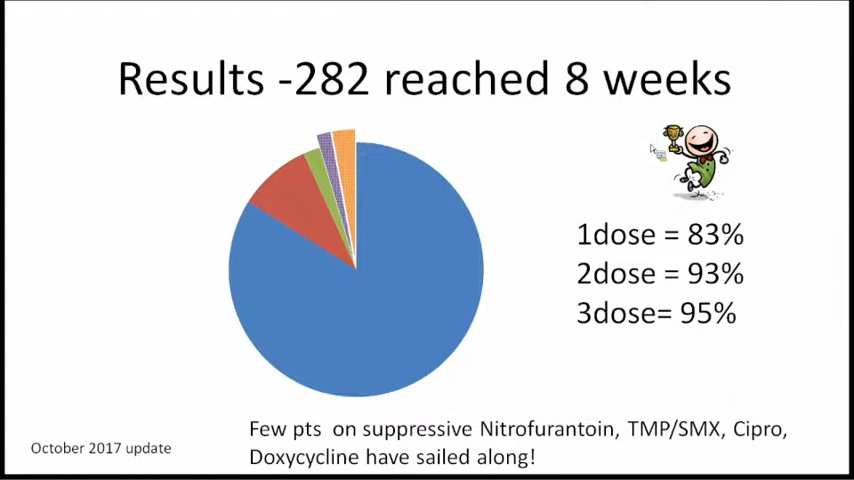 Results -282 reached 8 weeks
1dose = 83%
2dose = 93%
3dose= 95%
Few pts on suppressive Nitrofurantoin, TMP/SMX, Cipro,
Doxycycline have sailed along!
October 2017 update